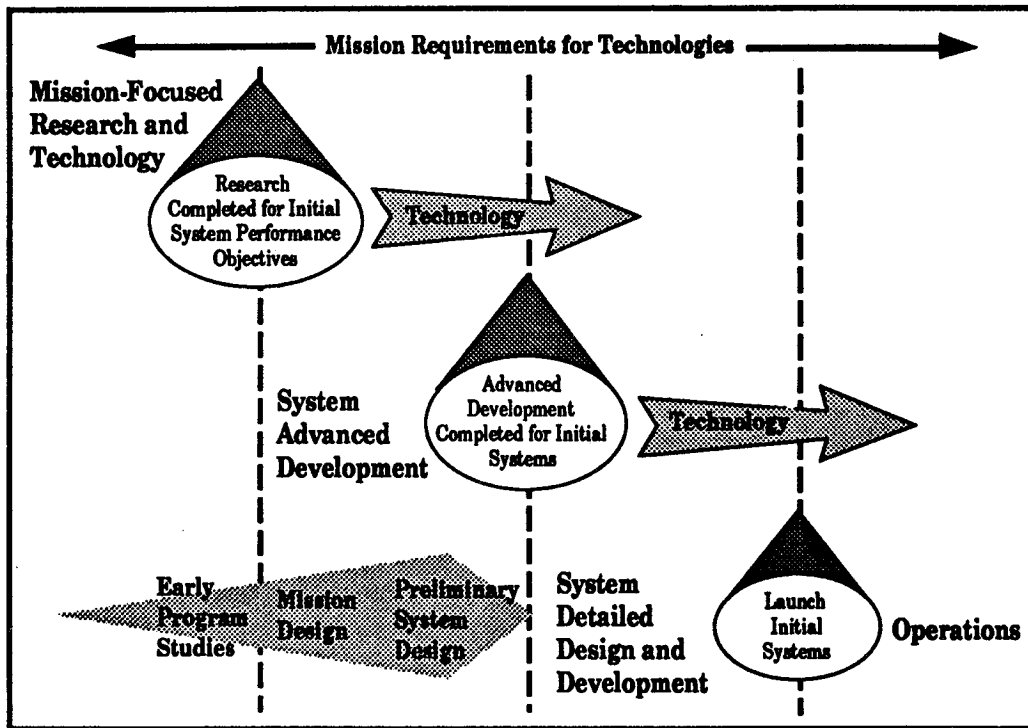 Mission Requirements for Technologies
Mission-Focused
Research and
Technology
Research
Completed for Initial
System Performance
Objectives
Technology
System
Advanced
Development
Advanced
Development
Completed for Initial
Systems
Technology
Early
Program
Studies
Mission
Design
Preliminary
System
Design
System
Detailed
Design and
Development
Launch
Initial
Systems
Operations